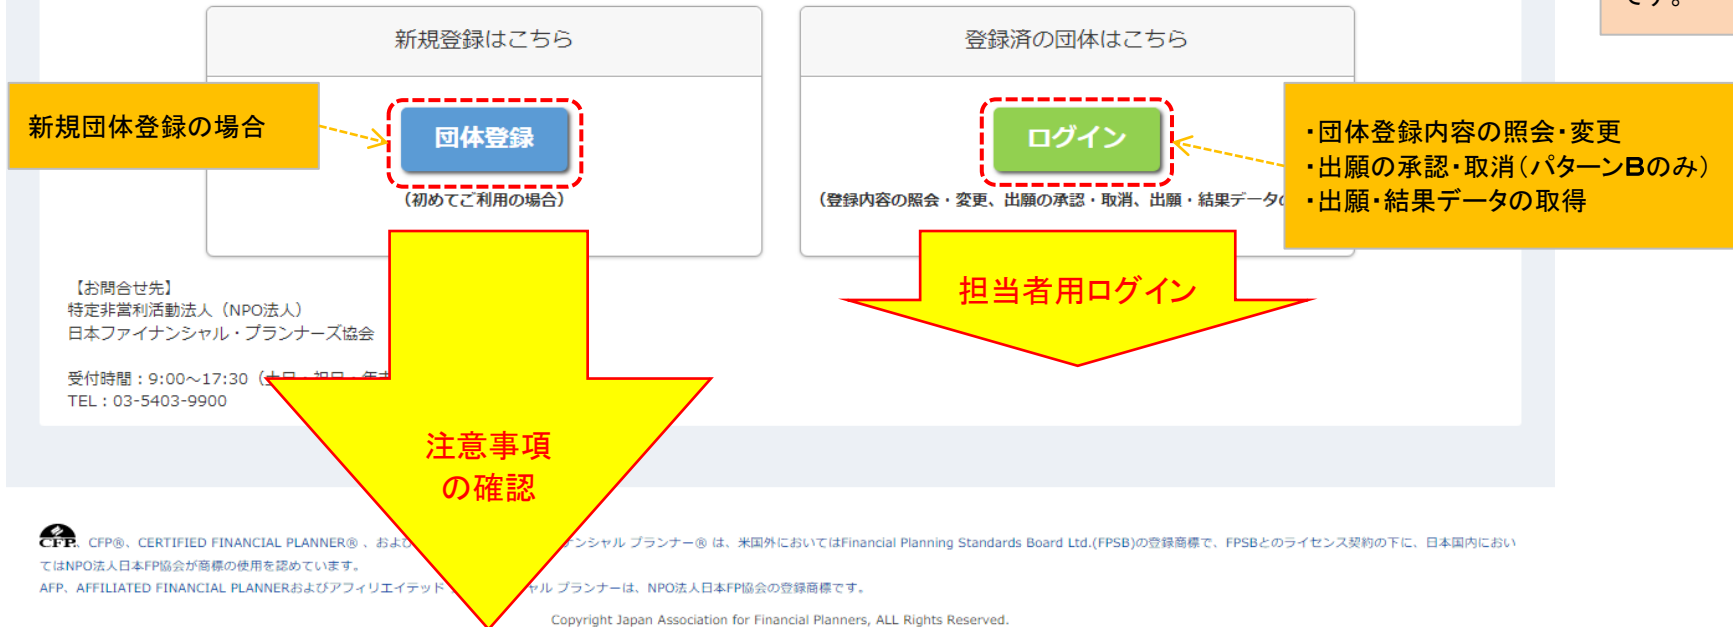 です。
新規登録はこちら
登録済の団体はこちら
新規団体登録の場合
団体登録
ログイン
・団体登録内容の照会・変更
・出願の承認・取消(パターンBのみ)
・出願・結果データの取得
(初めてご利用の場合)
(登録内容の照会・変更、出願の承認・取消、出願・結果データ
担当者用ログイン
【お問合せ先】
特定非営利活動法人(NPO法人)
日本ファイナンシャル・プランナーズ協会
受付時間:9:00~17:30(土日・祝日・年末
TEL:03-5403-9900
注意事項
の確認
CFP、CFP®、CERTIFIED FINANCIAL PLANNER® 、および ナンシャル プランナー® は、米国外においてはFinancial Planning Standards Board Ltd.(FPSB)の登録商標で、FPSBとのライセンス契約の下に、日本国内におい
てはNPO法人日本FP協会が商標の使用を認めています。
AFP、AFFILIATED FINANCIAL PLANNERおよびアフィリエイテッド ャル プランナーは、NPO法人日本FP協会の登録商標です。
Copyright Japan Association for Financial Planners, ALL Rights Reserved.